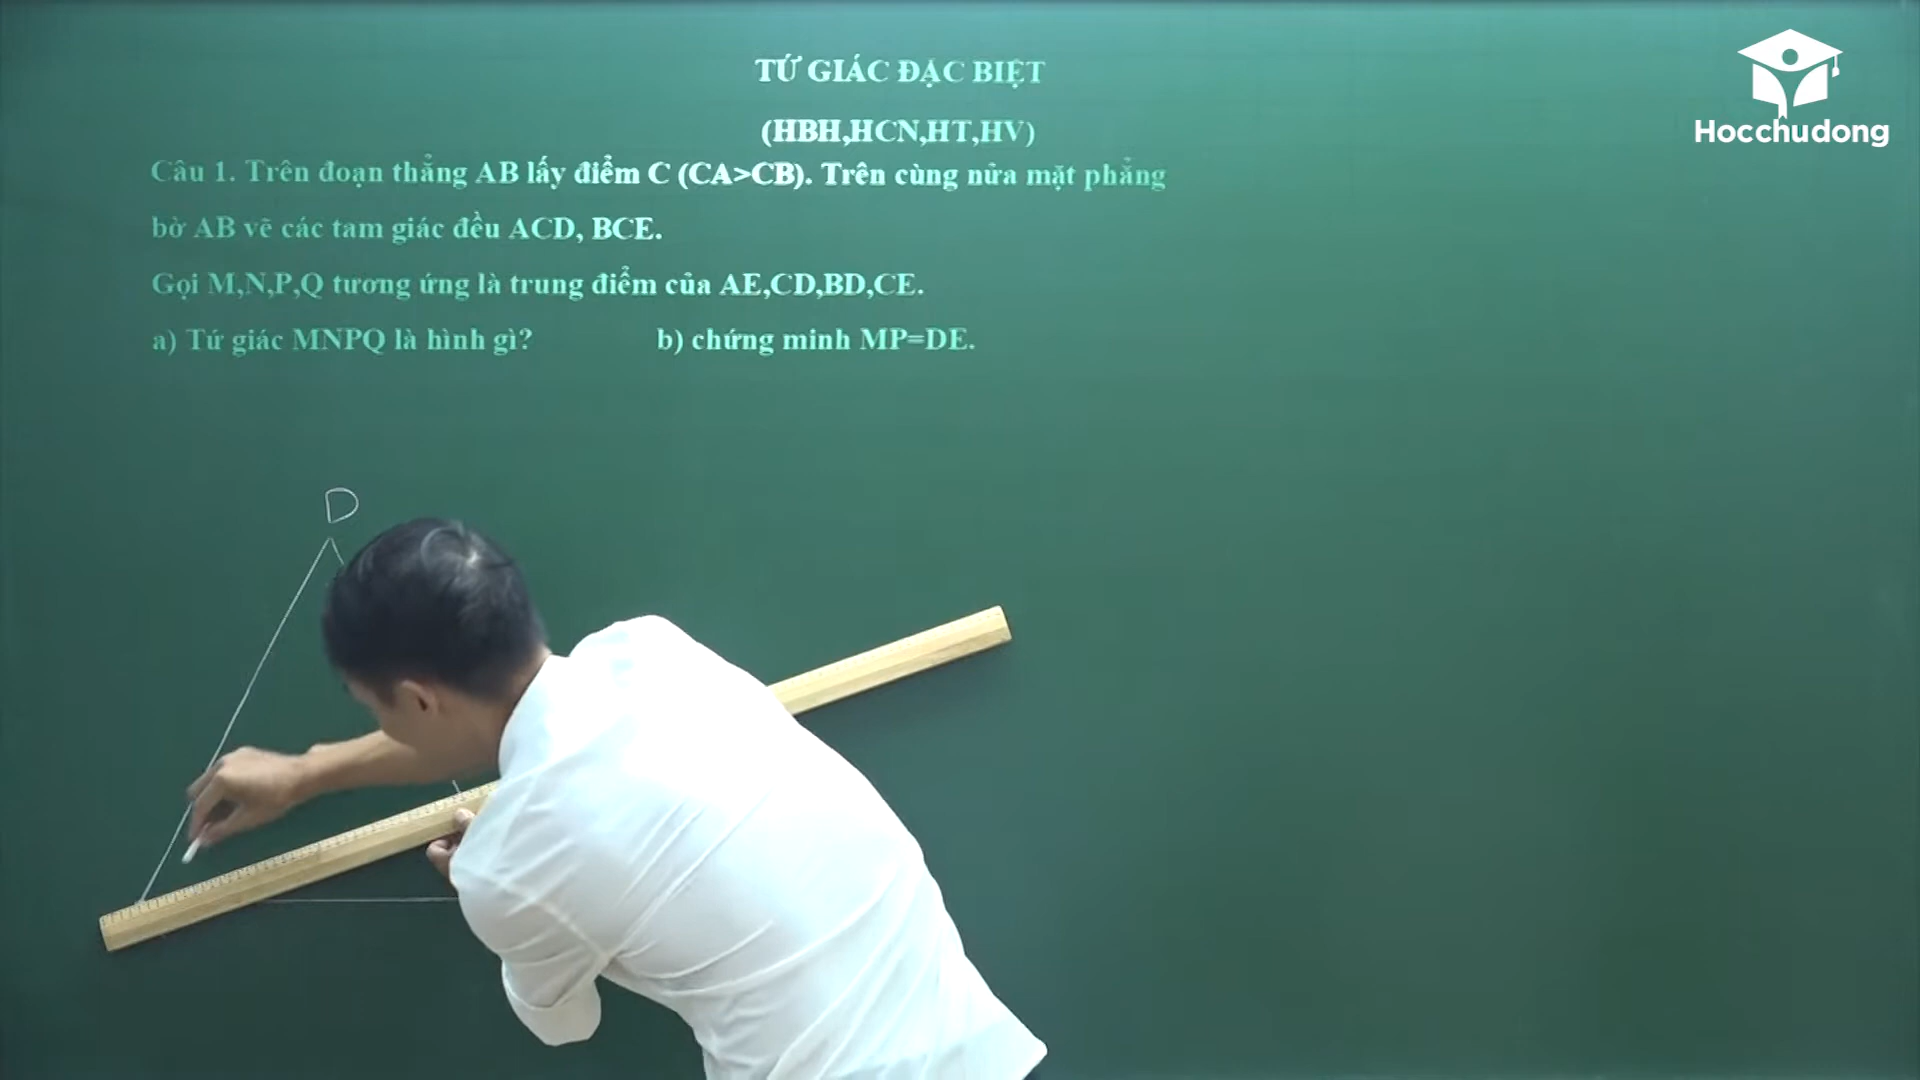 Hocchudong
TỨ GIÁC ĐẶC BIỆT
(HBH,HCN,HT,HV)
Câu 1. Trên đoạn thẳng AB lấy điểm C (CA>CB). Trên cùng nửa mặt phẳng
bờ AB vẽ các tam giác đều ACD, BCE.
Gọi M,N,P,Q tương ứng là trung điểm của AE,CD,BD,CE.
a) Tứ giác MNPQ là hình gì? b) chứng minh MP=DE.
D